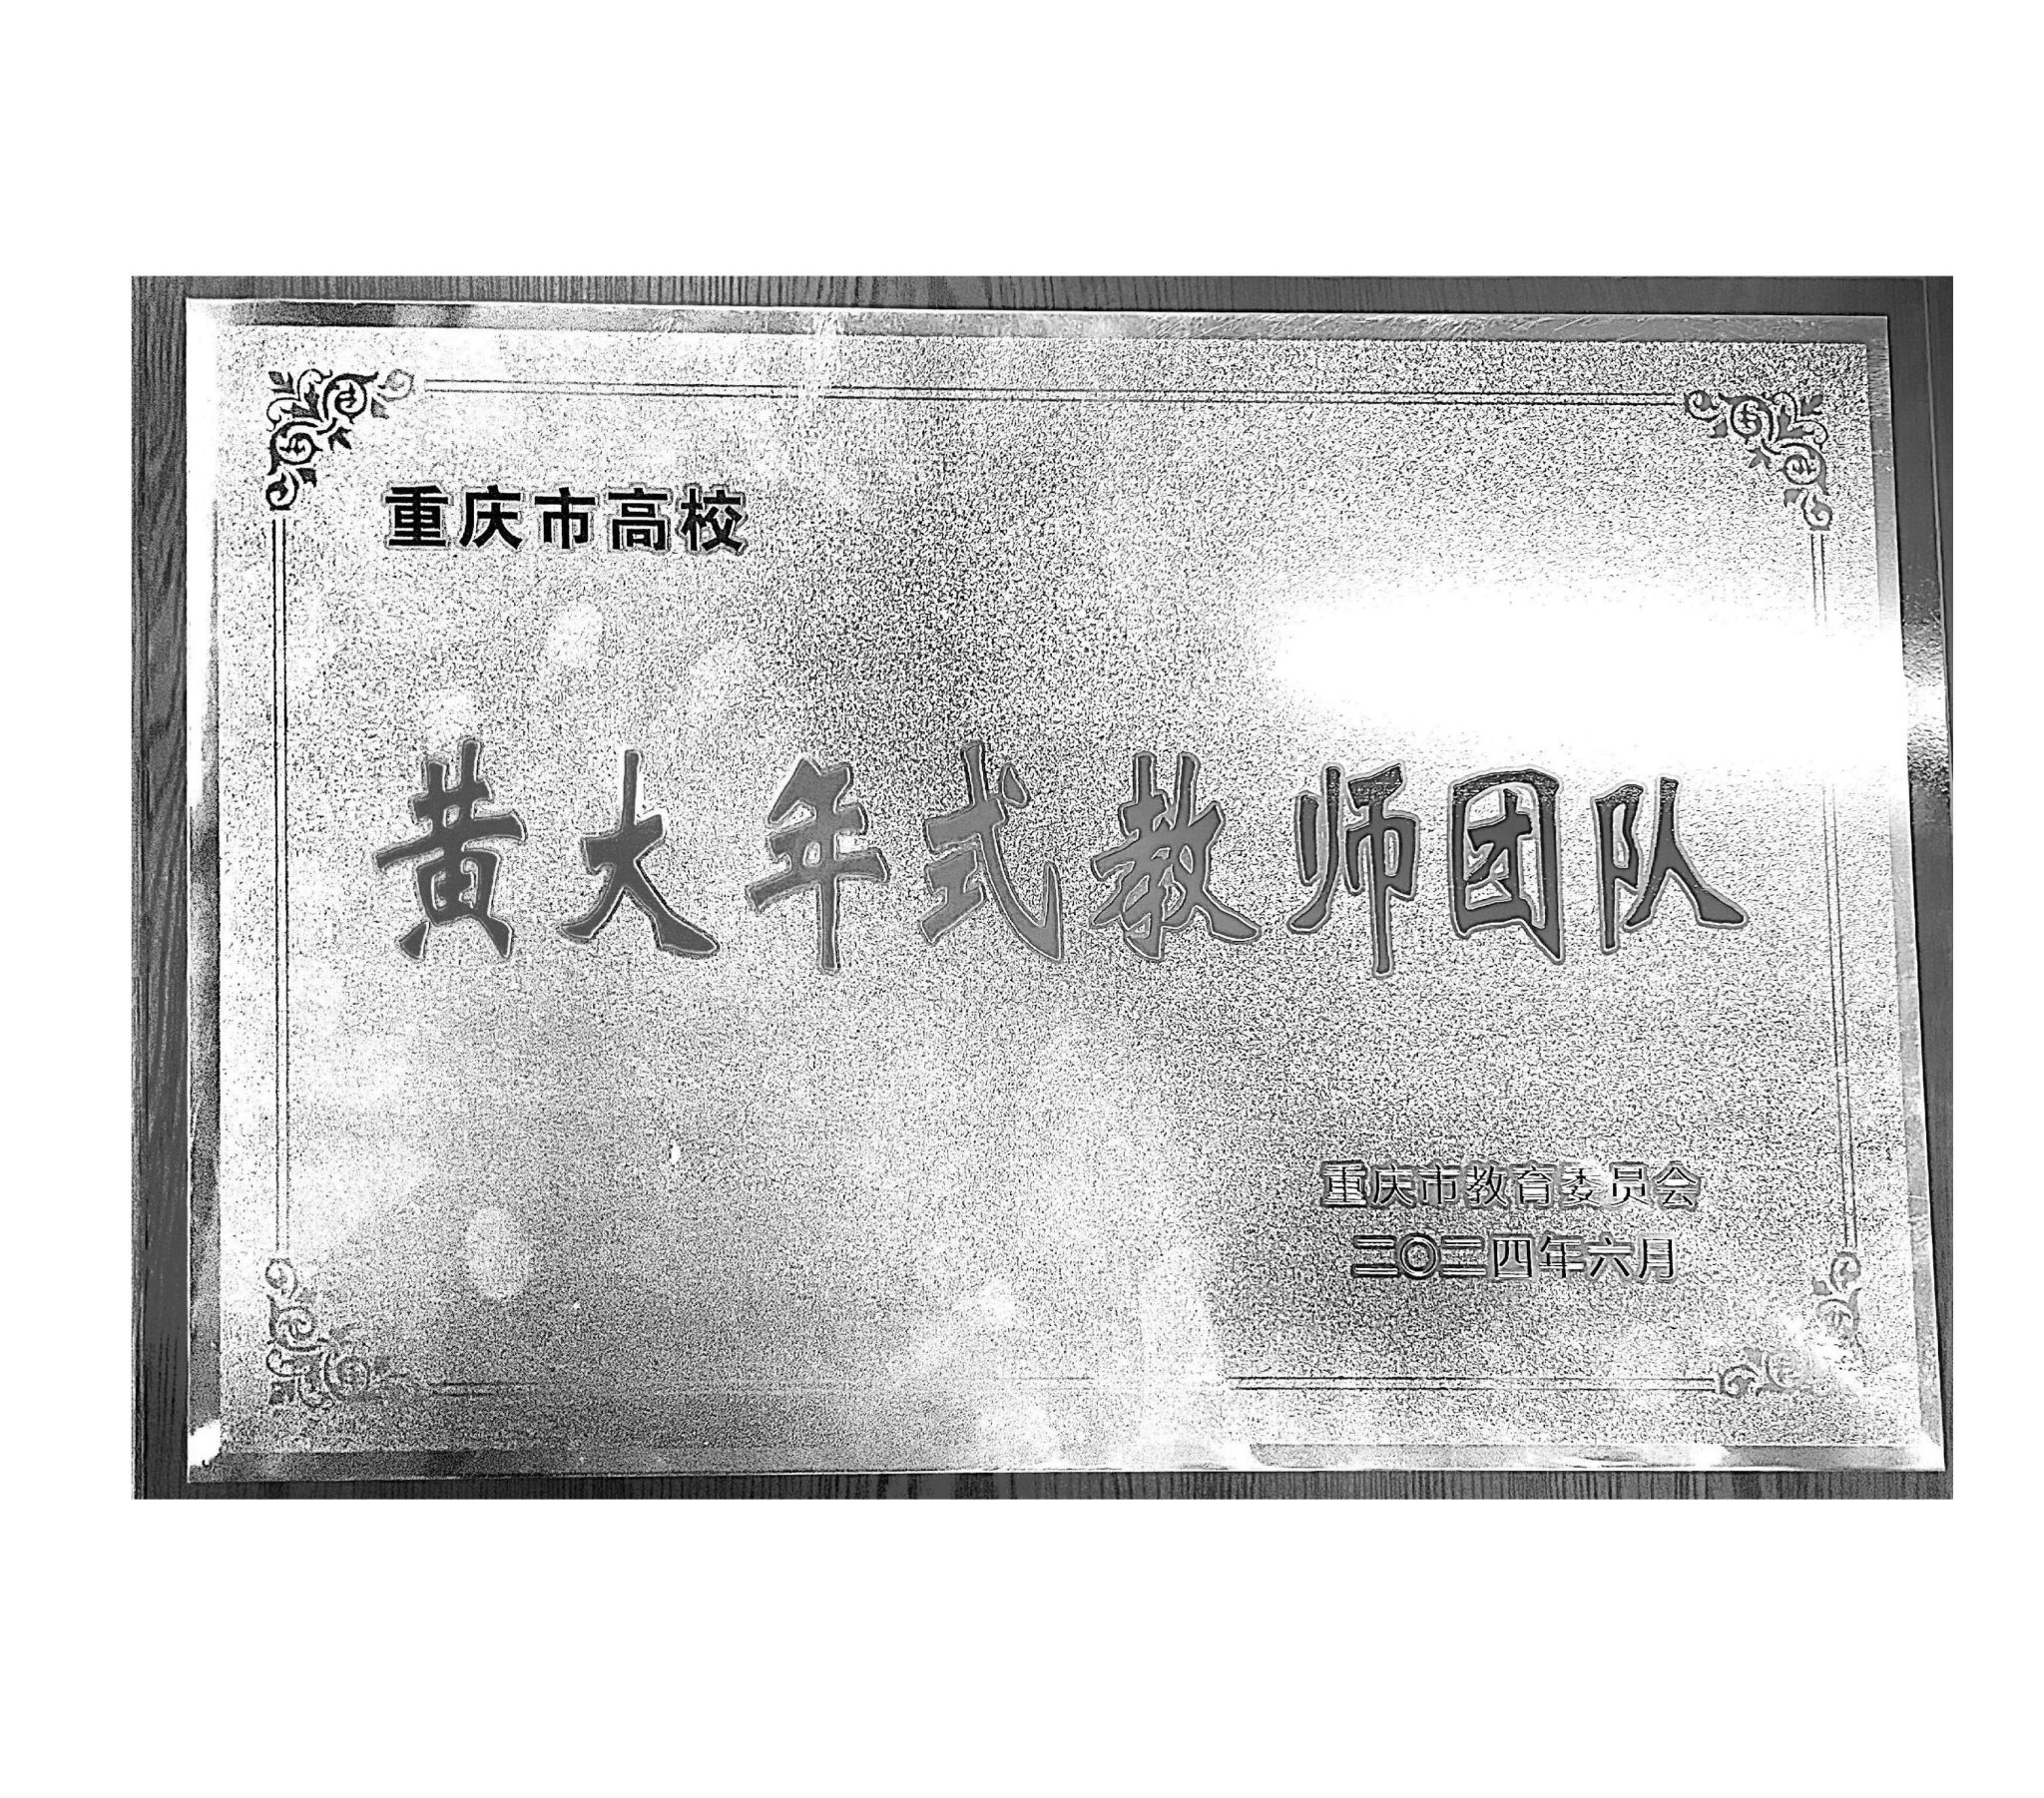 重庆市高校
黄大年式教师团队
重庆市教育委员会
二〇二四年六月